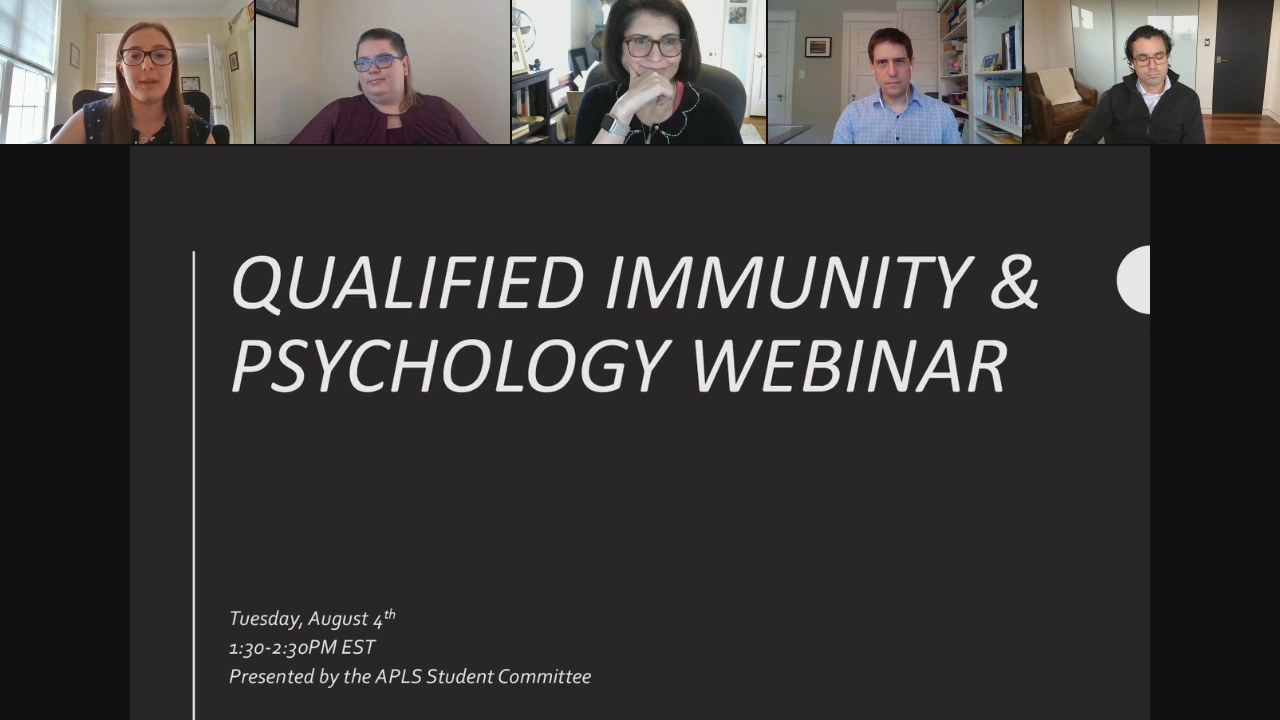 QUALIFIED IMMUNITY &
PSYCHOLOGY WEBINAR
Tuesday, August 4th
1:30-2:30PM EST
Presented by the APLS Student Committee